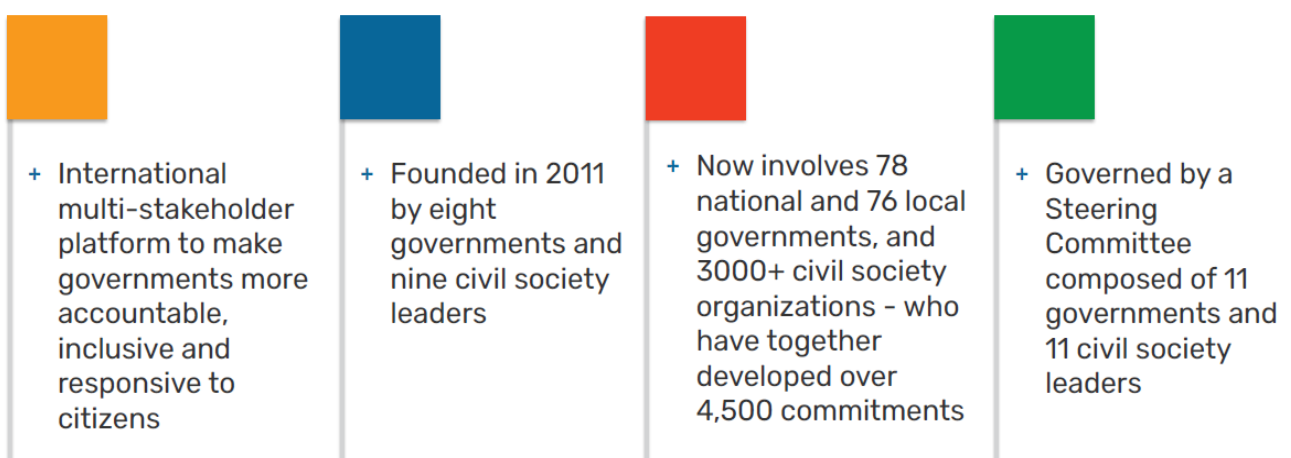 + International
multi-stakeholder
platform to make
governments more
accountable,
inclusive and
responsive to
citizens
+ Founded in 2011
by eight
governments and
nine civil society
leaders
+ Now involves 78
national and 76 local
governments, and
3000+ civil society
organizations - who
have together
developed over
4,500 commitments
+ Governed by a
Steering
Committee
composed of 11
governments and
11 civil society
leaders